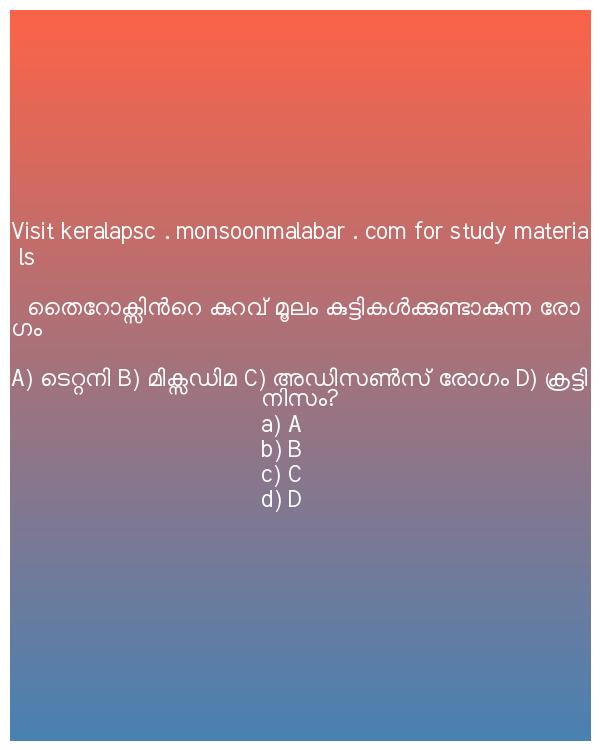 Visit keralapsc . monsoonmalabar . com for study materia
ls
തൈറോക്സിൻറെ കുറവ് മൂലം കുട്ടികൾക്കുണ്ടാകുന്ന രോ
ഗം
A) ടെറ്റനി B) മിക്സഡിമ C) അഡിസൺസ് രോഗം D) ക്രട്ടി
നിസം?
a) A
b) B
c) C
d) D